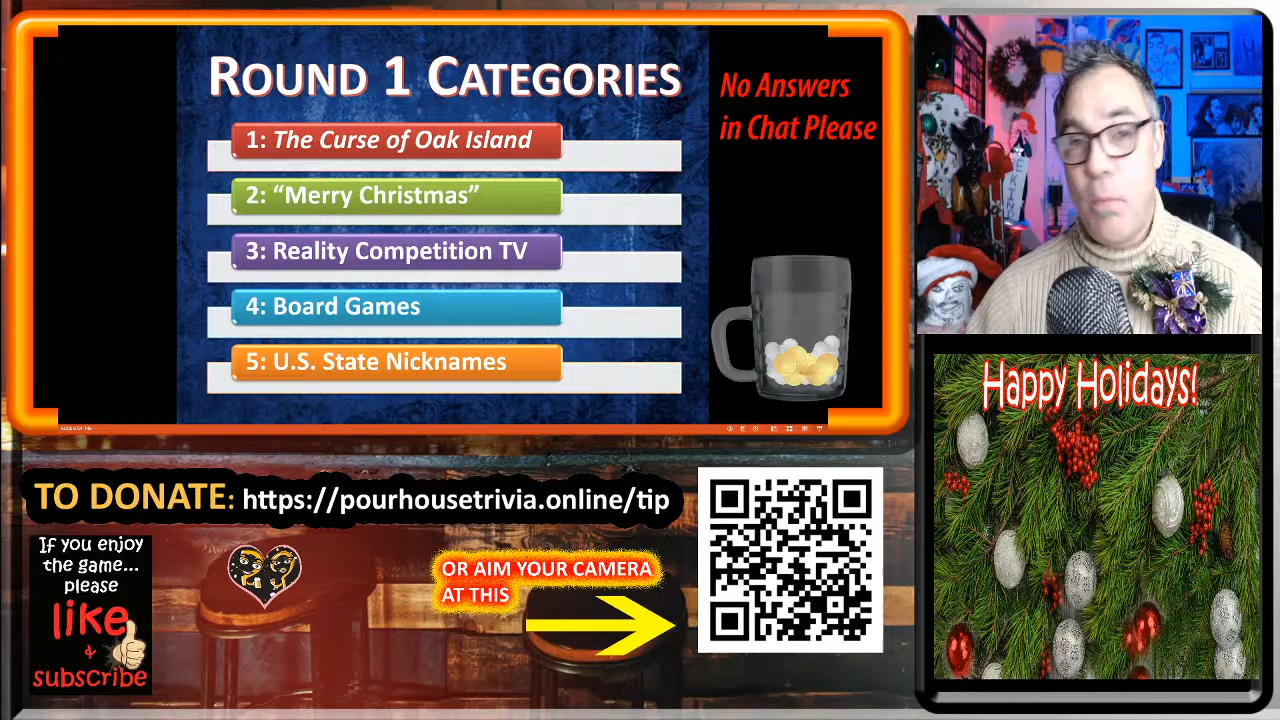 ROUND 1 CATEGORIES
1: The Curse of Oak Island
2: “Merry Christmas”
3: Reality Competition TV
4: Board Games
5: U.S. State Nicknames
No Answers
in Chat Please
Happy Holidays!
TO DONATE: https://pourhousetrivia.online/tip
If you enjoy
the game...
please
like
&
subscribe
OR AIM YOUR CAMERA
AT THIS